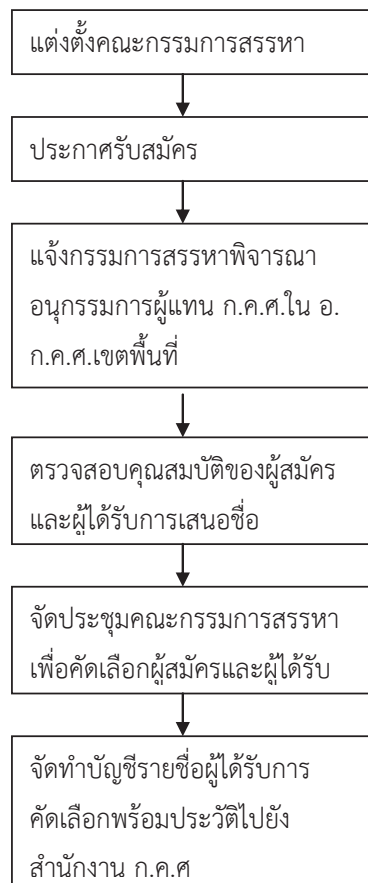 แต่งตั้งคณะกรรมการสรรหา
ประกาศรับสมัคร
แจ้งกรรมการสรรหาพิจารณา
อนุกรรมการผู้แทน ก.ค.ศ.ใน อ.
ก.ค.ศ.เขตพื้นที่
ตรวจสอบคุณสมบัติของผู้สมัคร
และผู้ได้รับการเสนอชื่อ
จัดประชุมคณะกรรมการสรรหา
เพื่อคัดเลือกผู้สมัครและผู้ได้รับ
จัดทำบัญชีรายชื่อผู้ได้รับการ
คัดเลือกพร้อมประวัติไปยัง
สำนักงาน ก.ค.ศ